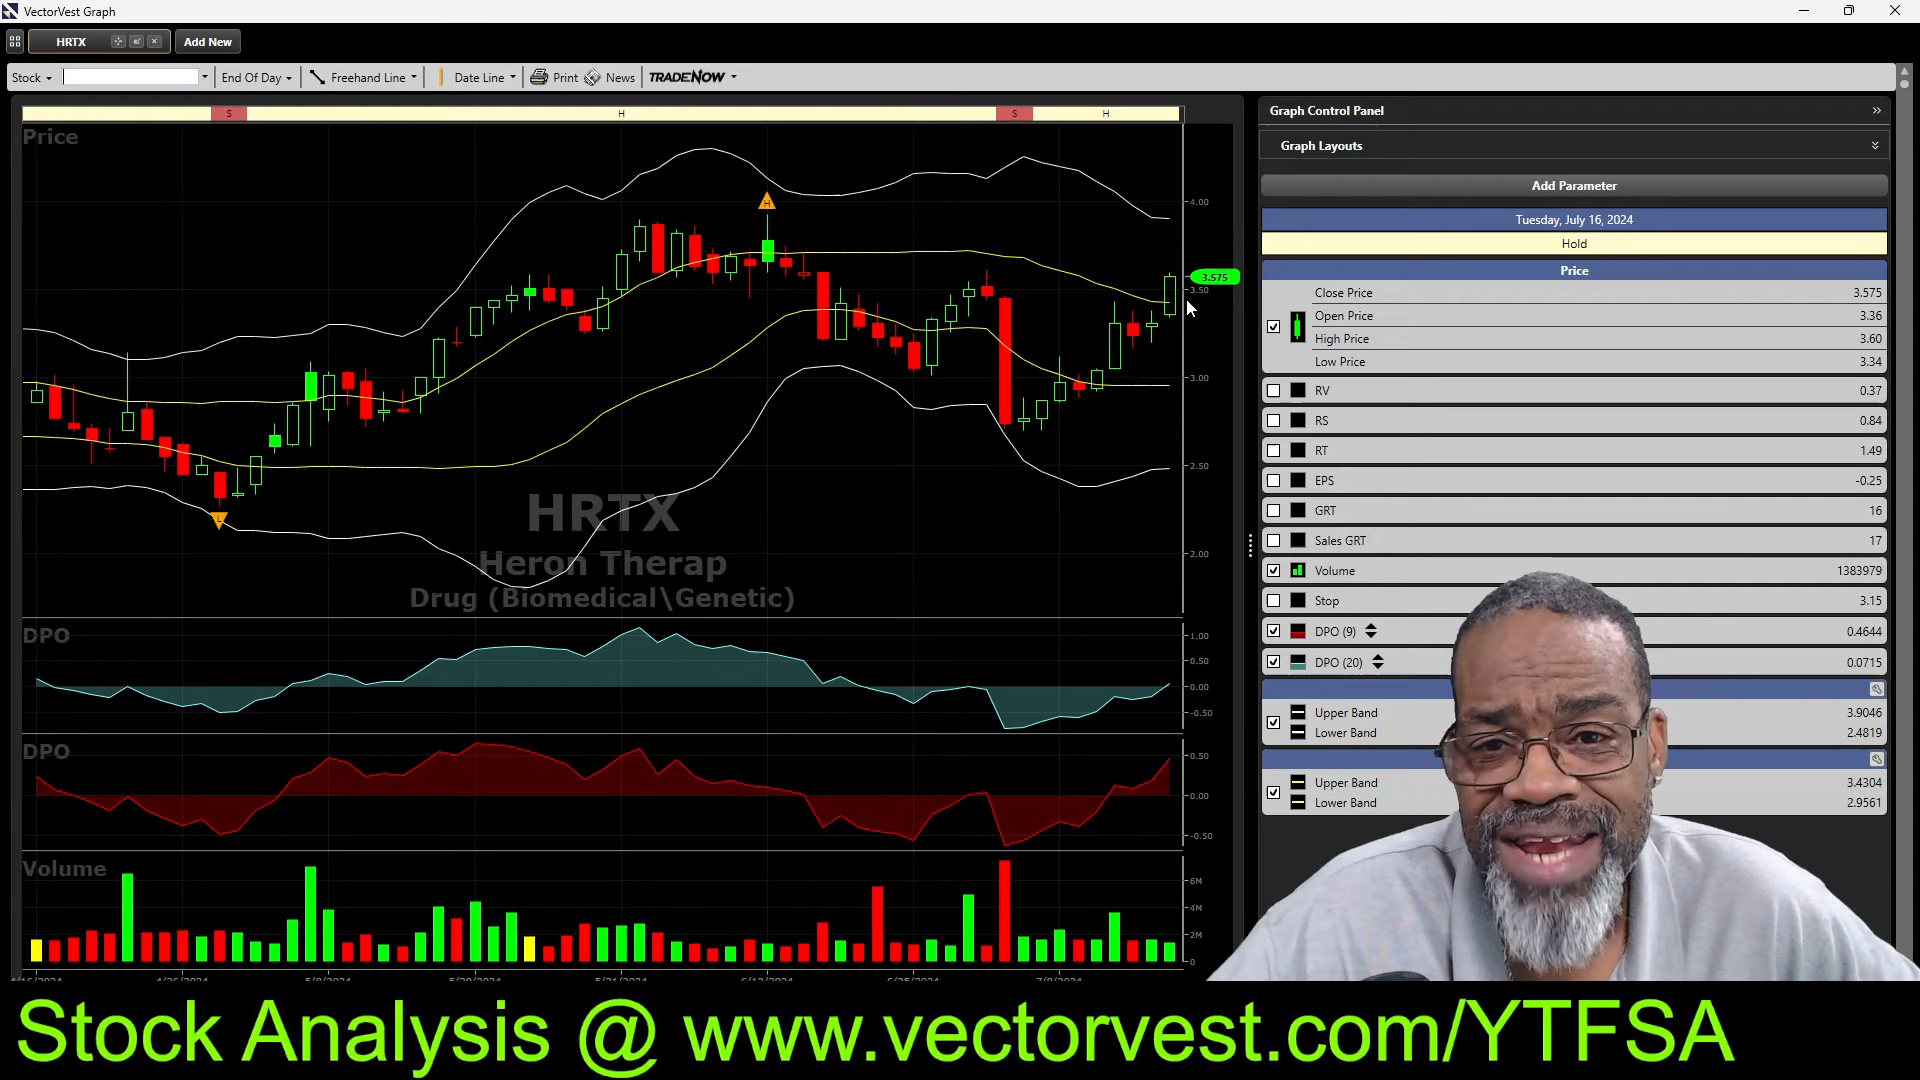 VectorVest Graph
HRTX
Add New
Stock
End Of Day
Freehand Line
Date Line
Print
News
TRADENOW
S
H
S
H
Price
H
4.00
3.575
3.50
3.00
2.50
2.00
L
HRTX
Heron Therap
Drug (Biomedical\Genetic)
DPO
1.00
0.50
0.00
-0.50
DPO
0.50
0.00
-0.50
Volume
6M
4M
2M
0
Graph Control Panel
Graph Layouts
Add Parameter
Tuesday, July 16, 2024
Hold
Price
Close Price 3.575
Open Price 3.36
High Price 3.60
Low Price 3.34
RV 0.37
RS 0.84
RT 1.49
EPS -0.25
GRT 16
Sales GRT 17
Volume 1383979
Stop 3.15
DPO (9) 0.4644
DPO (20) 0.0715
Upper Band 3.9046
Lower Band 2.4819
Upper Band 3.4304
Lower Band 2.9561
Stock Analysis @ www.vectorvest.com/YTFSA